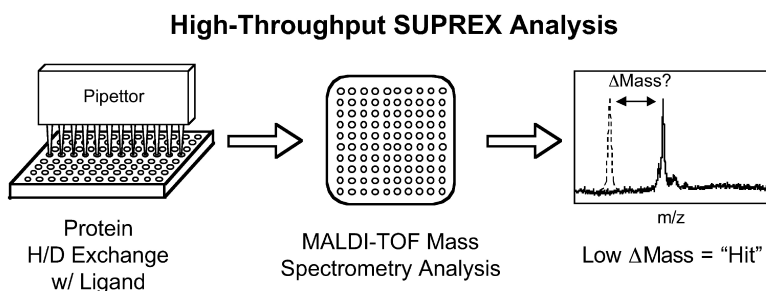 High-Throughput SUPREX Analysis
Pipettor
Protein
H/D Exchange
w/ Ligand
MALDI-TOF Mass
Spectrometry Analysis
ΔMass?
m/z
Low ΔMass = “Hit”